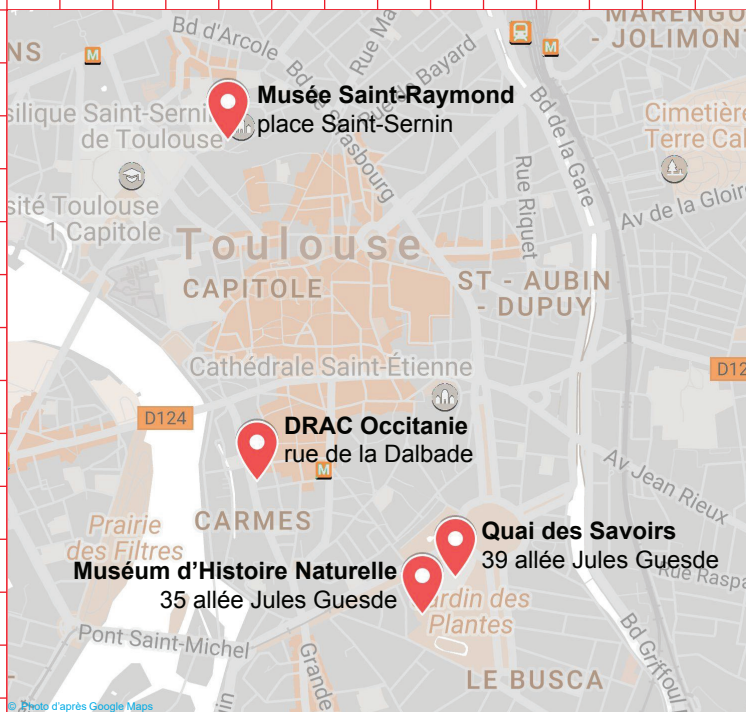 MARENGO
- JOLIMONT
NS
M
M
Bd d'Arcole
Rue Ma
Bayard
Musée Saint-Raymond
place Saint-Sernin
silique Saint-Sernin
de Toulouse
Bd de la Gare
Cimetière
Terre Ca
Rue Riquet
sité Toulouse
1 Capitole
Av de la Gloire
Toulouse
CAPITOLE
ST - AUBIN
- DUPUY
Cathédrale Saint-Étienne
D12
D124
DRAC Occitanie
rue de la Dalbade
M
Av Jean Rieux
Prairie
des Filtres
CARMES
Quai des Savoirs
39 allée Jules Guesde
Muséum d'Histoire Naturelle
35 allée Jules Guesde
Rue Raspa
ardin des
Plantes
Pont Saint-Michel
Grande
Bd Griffoul
LE BUSCA
© Photo d'après Google Maps